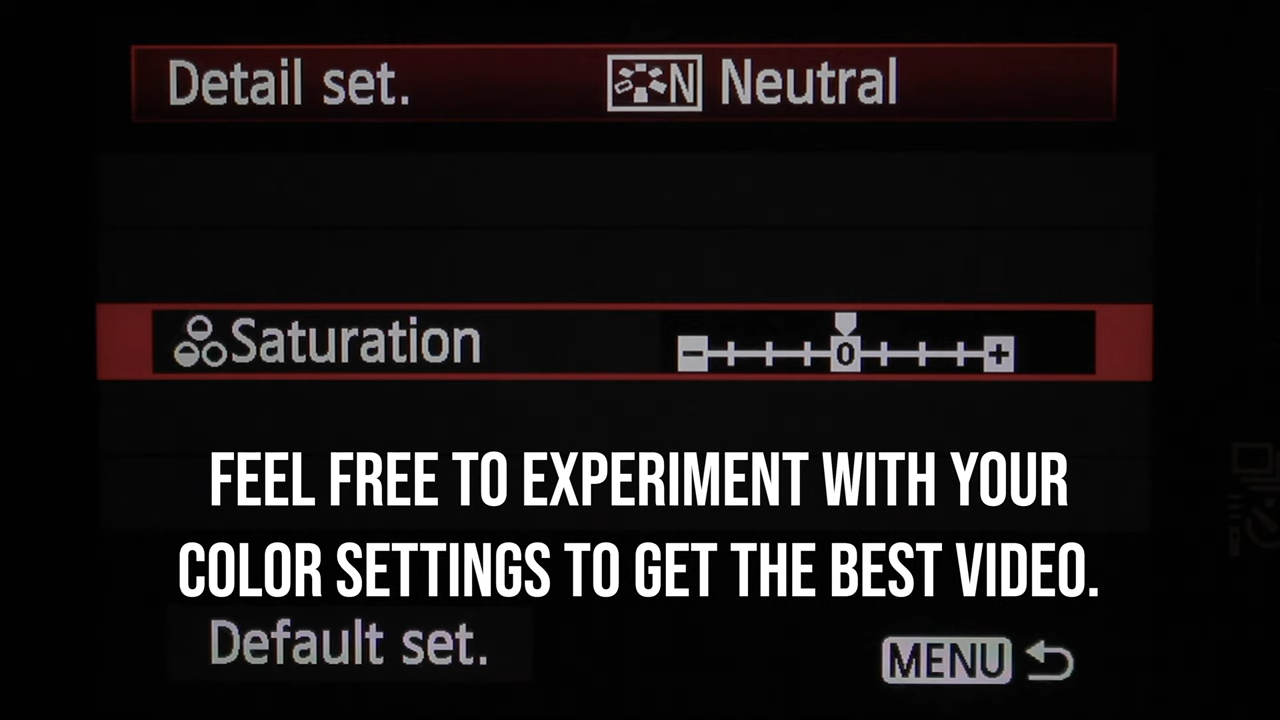 Detail set. N Neutral
Saturation - 0 +
FEEL FREE TO EXPERIMENT WITH YOUR
COLOR SETTINGS TO GET THE BEST VIDEO.
Default set. MENU